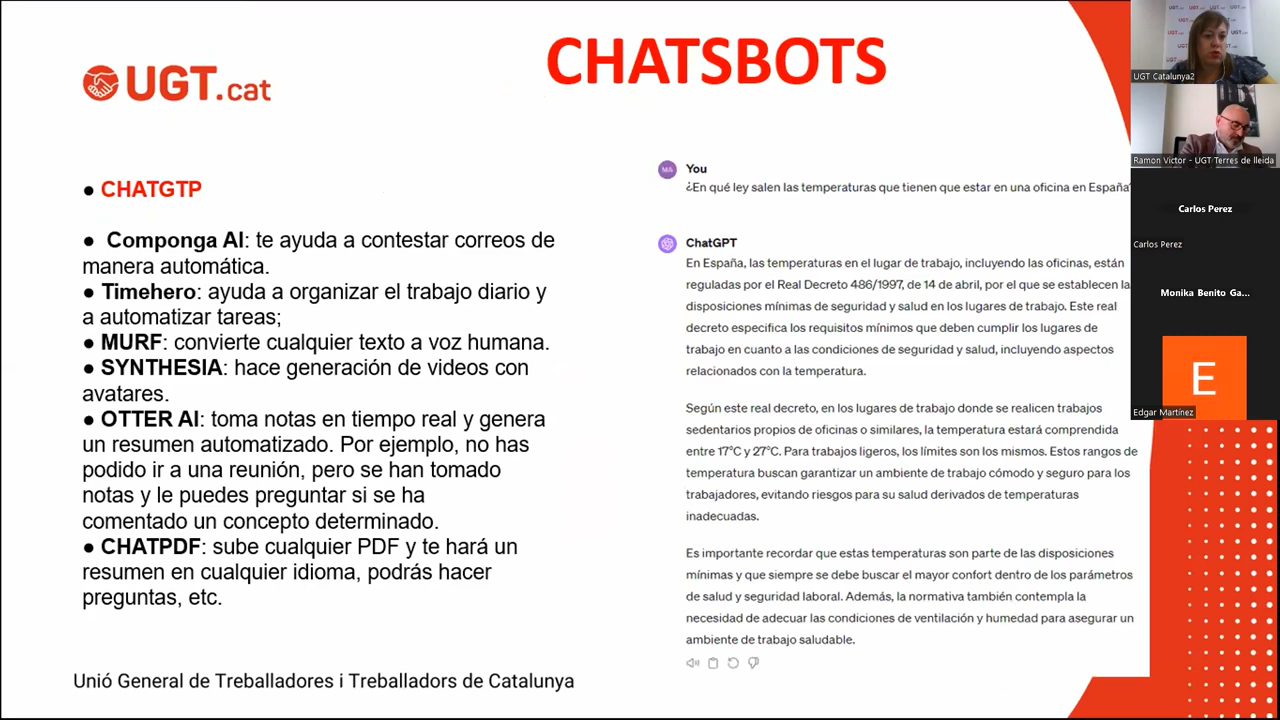 CHATSBOTS
UGT.cat
● CHATGTP
● Componga AI: te ayuda a contestar correos de
manera automática.
● Timehero: ayuda a organizar el trabajo diario y
a automatizar tareas;
● MURF: convierte cualquier texto a voz humana.
● SYNTHESIA: hace generación de videos con
avatares.
● OTTER AI: toma notas en tiempo real y genera
un resumen automatizado. Por ejemplo, no has
podido ir a una reunión, pero se han tomado
notas y le puedes preguntar si se ha
comentado un concepto determinado.
● CHATPDF: sube cualquier PDF y te hará un
resumen en cualquier idioma, podrás hacer
preguntas, etc.
Unió General de Treballadores i Treballadors de Catalunya
MA
You
¿En qué ley salen las temperaturas que tienen que estar en una oficina en España?
ChatGPT
En España, las temperaturas en el lugar de trabajo, incluyendo las oficinas, están
reguladas por el Real Decreto 486/1997, de 14 de abril, por el que se establecen la
disposiciones mínimas de seguridad y salud en los lugares de trabajo. Este real
decreto especifica los requisitos mínimos que deben cumplir los lugares de
trabajo en cuanto a las condiciones de seguridad y salud, incluyendo aspectos
relacionados con la temperatura.
Según este real decreto, en los lugares de trabajo donde se realicen trabajos
sedentarios propios de oficinas o similares, la temperatura estará comprendida
entre 17°C y 27°C. Para trabajos ligeros, los límites son los mismos. Estos rangos de
temperatura buscan garantizar un ambiente de trabajo cómodo y seguro para los
trabajadores, evitando riesgos para su salud derivados de temperaturas
inadecuadas.
Es importante recordar que estas temperaturas son parte de las disposiciones
mínimas y que siempre se debe buscar el mayor confort dentro de los parámetros
de salud y seguridad laboral. Además, la normativa también contempla la
necesidad de adecuar las condiciones de ventilación y humedad para asegurar un
ambiente de trabajo saludable.
UGT Catalunya2
Ramon Victor - UGT Terres de lleida
Carlos Perez
Carlos Perez
Monika Benito Ga...
E
Edgar Martínez